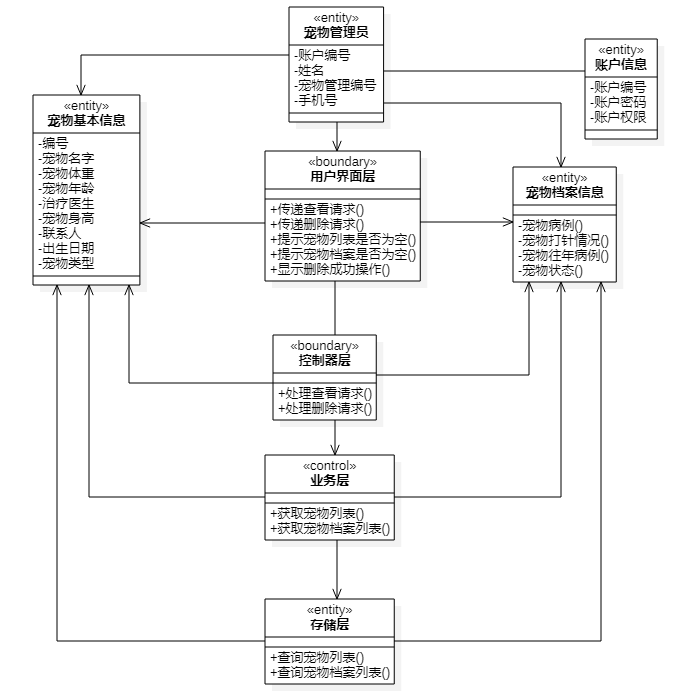 «entity»
宠物管理员
-账户编号
-姓名
-宠物管理编号
-手机号
«entity»
账户信息
-账户编号
-账户密码
-账户权限
«entity»
宠物基本信息
-编号
-宠物名字
-宠物体重
-宠物年龄
-治疗医生
-宠物身高
-联系人
-出生日期
-宠物类型
«boundary»
用户界面层
+传递查看请求()
+传递删除请求()
+提示宠物列表是否为空()
+提示宠物档案是否为空()
+显示删除成功操作()
«entity»
宠物档案信息
-宠物病例()
-宠物打针情况()
-宠物往年病例()
-宠物状态()
«boundary»
控制器层
+处理查看请求()
+处理删除请求()
«control»
业务层
+获取宠物列表()
+获取宠物档案列表()
«entity»
存储层
+查询宠物列表()
+查询宠物档案列表()